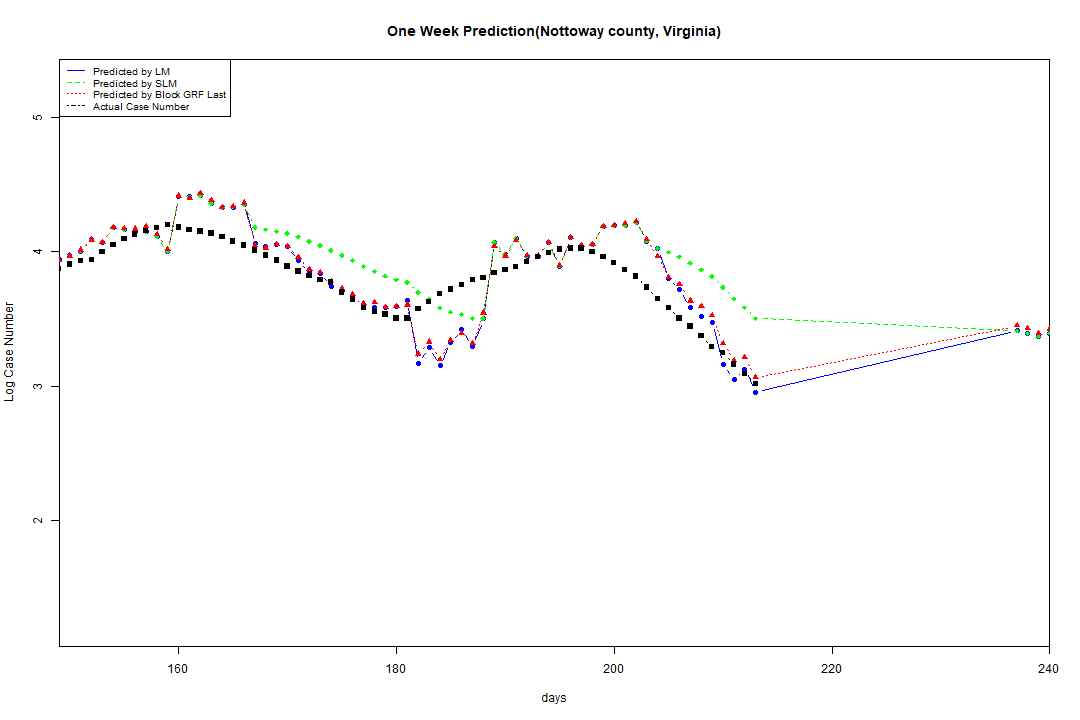 One Week Prediction(Nottoway county, Virginia)
Predicted by LM
Predicted by SLM
Predicted by Block GRF Last
Actual Case Number
5
4
3
2
Log Case Number
160 180 200 220 240
days